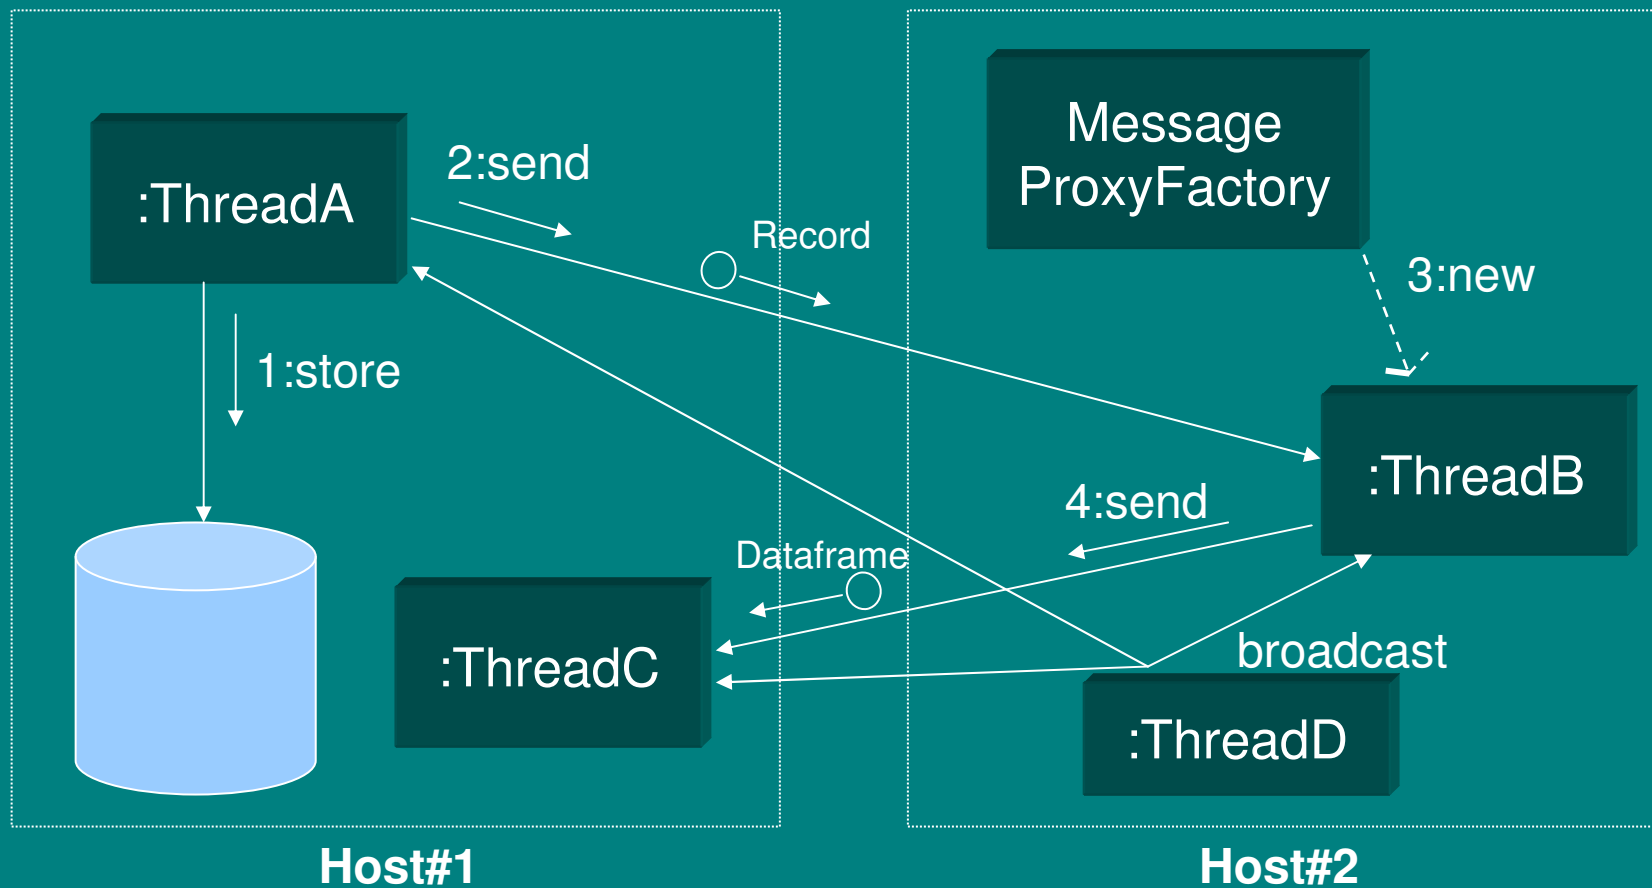 Message
ProxyFactory
2:send
:ThreadA
Record
3:new
1:store
:ThreadB
4:send
Dataframe
broadcast
:ThreadC
:ThreadD
Host#1
Host#2